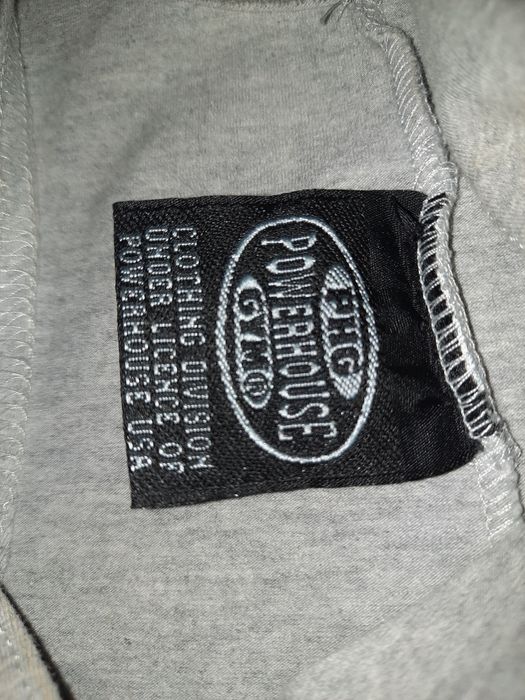 PHG
POWERHOUSE
GYM®
CLOTHING DIVISION
UNDER LICENCE OF
POWERHOUSE USA